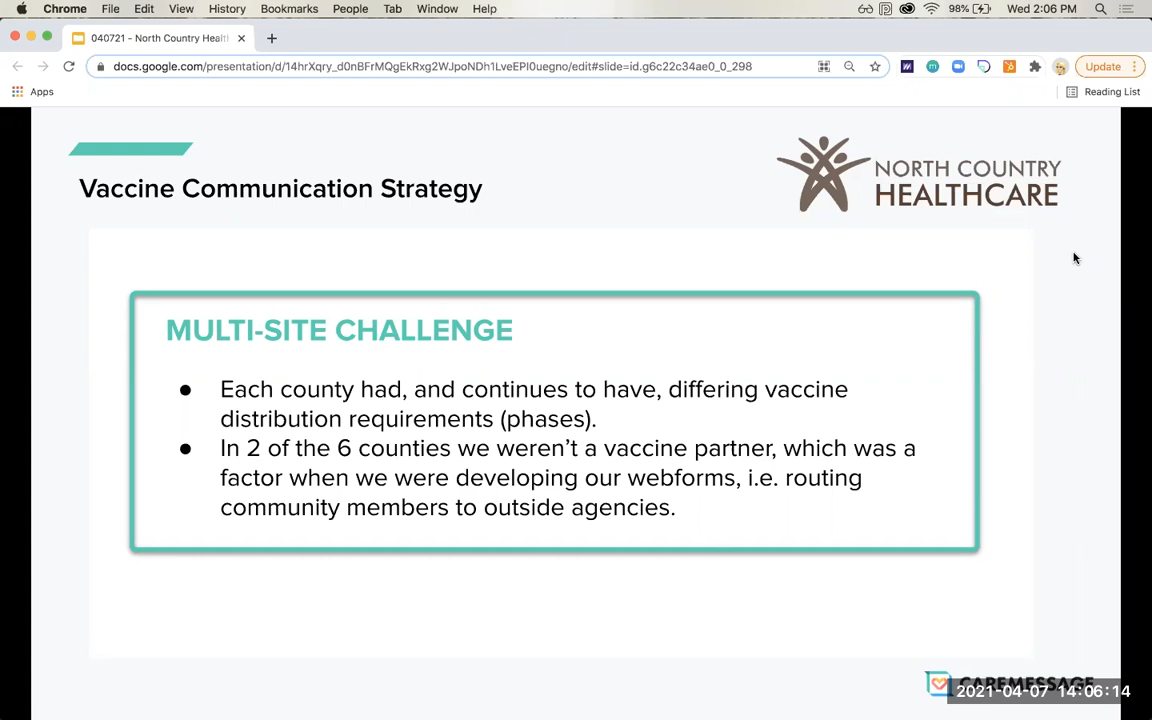 Chrome File Edit View History Bookmarks People Tab Window Help 98% Wed 2:06 PM
040721 - North Country Healt
docs.google.com/presentation/d/14hrXqry_d0nBFrMQgEkRxg2WJpoNDh1LveEPl0uegno/edit#slide=id.g6c22c34ae0_0_298 Update
Apps Reading List
NORTH COUNTRY
HEALTHCARE
Vaccine Communication Strategy
MULTI-SITE CHALLENGE
● Each county had, and continues to have, differing vaccine
distribution requirements (phases).
● In 2 of the 6 counties we weren’t a vaccine partner, which was a
factor when we were developing our webforms, i.e. routing
community members to outside agencies.
CAREMESSAGE
2021-04-07 14:06:14